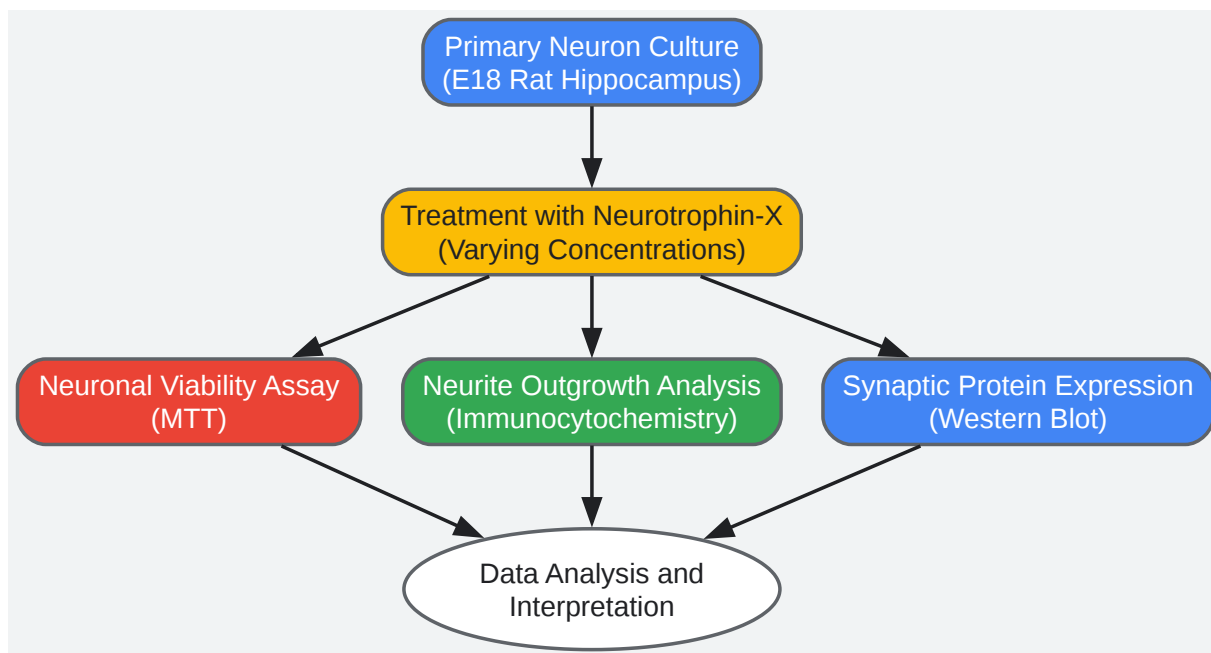 Primary Neuron Culture
(E18 Rat Hippocampus)
Treatment with Neurotrophin-X
(Varying Concentrations)
Neuronal Viability Assay
(MTT)
Neurite Outgrowth Analysis
(Immunocytochemistry)
Synaptic Protein Expression
(Western Blot)
Data Analysis and
Interpretation